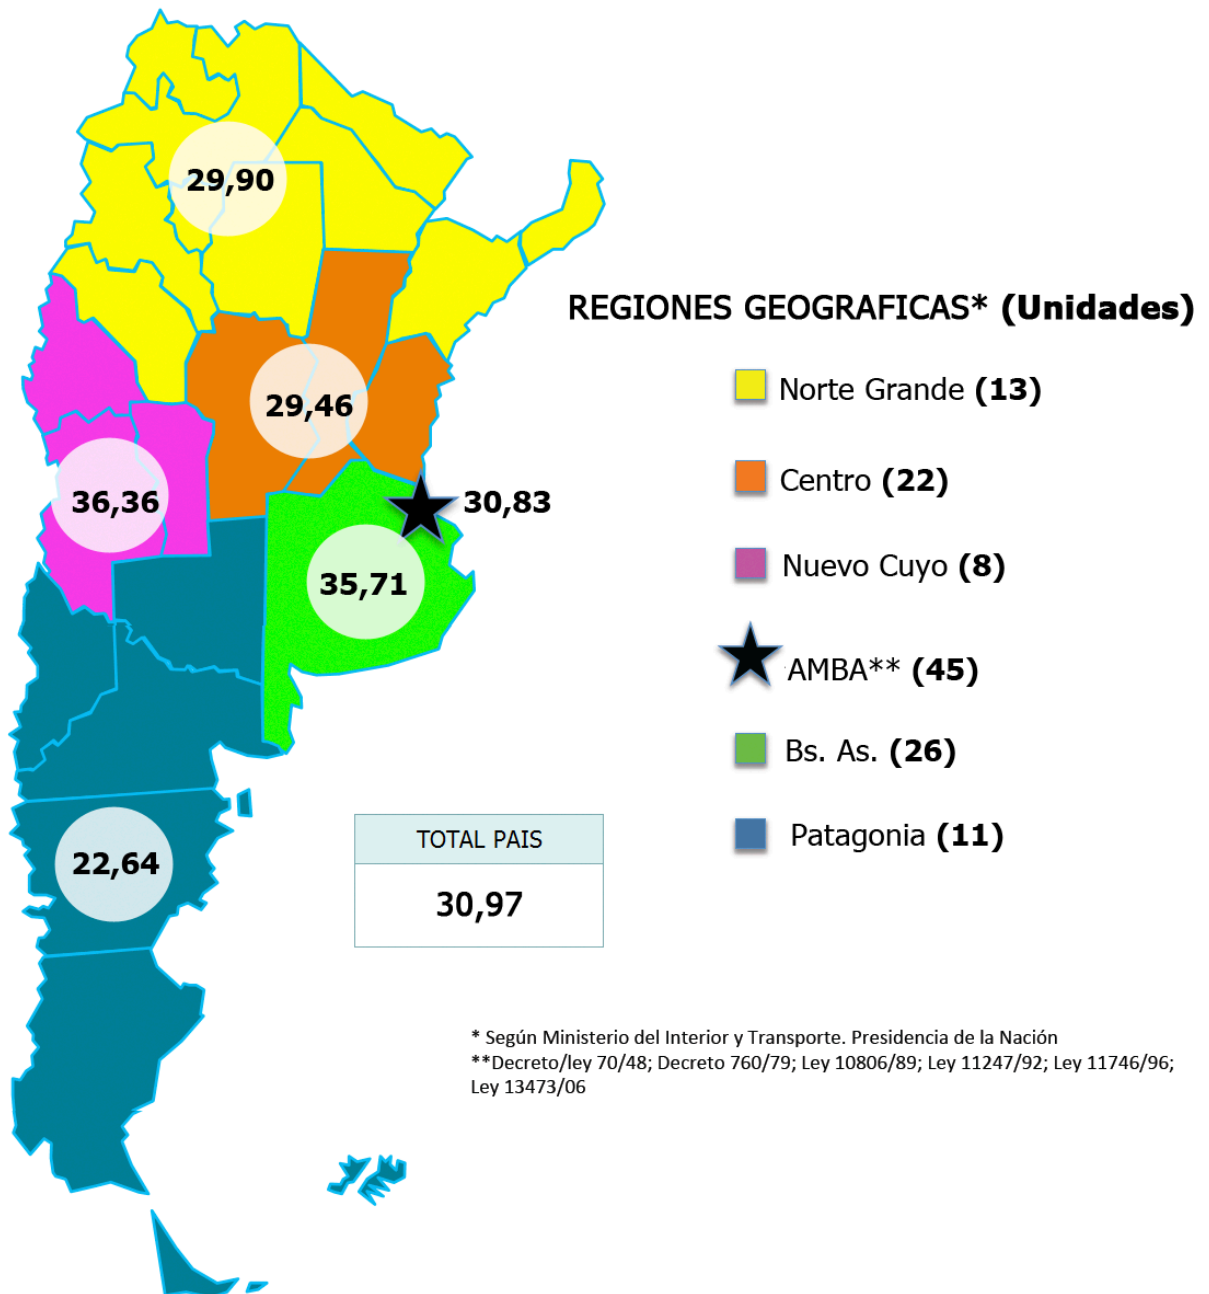 29,90
REGIONES GEOGRAFICAS* (Unidades)
Norte Grande (13)
29,46
Centro (22)
36,36
30,83
Nuevo Cuyo (8)
35,71
AMBA** (45)
Bs. As. (26)
22,64
TOTAL PAIS
Patagonia (11)
30,97
* Según Ministerio del Interior y Transporte. Presidencia de la Nación
**Decreto/ley 70/48; Decreto 760/79; Ley 10806/89; Ley 11247/92; Ley 11746/96;
Ley 13473/06